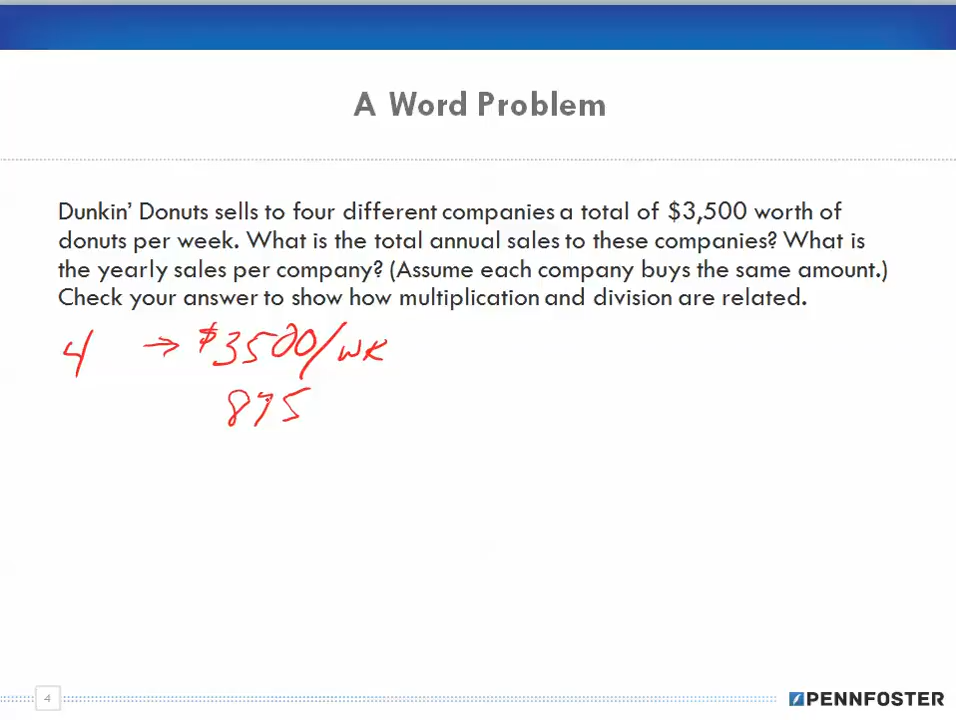 A Word Problem
Dunkin' Donuts sells to four different companies a total of $3,500 worth of
donuts per week. What is the total annual sales to these companies? What is
the yearly sales per company? (Assume each company buys the same amount.)
Check your answer to show how multiplication and division are related.
4 → $3500/wk
875
4
PENNFOSTER